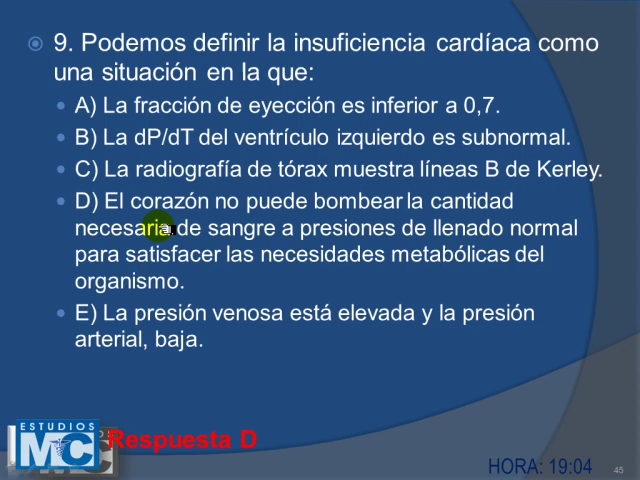 9. Podemos definir la insuficiencia cardíaca como
una situación en la que:
A) La fracción de eyección es inferior a 0,7.
B) La dP/dT del ventrículo izquierdo es subnormal.
C) La radiografía de tórax muestra líneas B de Kerley.
D) El corazón no puede bombear la cantidad
necesaria de sangre a presiones de llenado normal
para satisfacer las necesidades metabólicas del
organismo.
E) La presión venosa está elevada y la presión
arterial, baja.
ESTUDIOS
MC
Respuesta D
HORA: 19:04
45